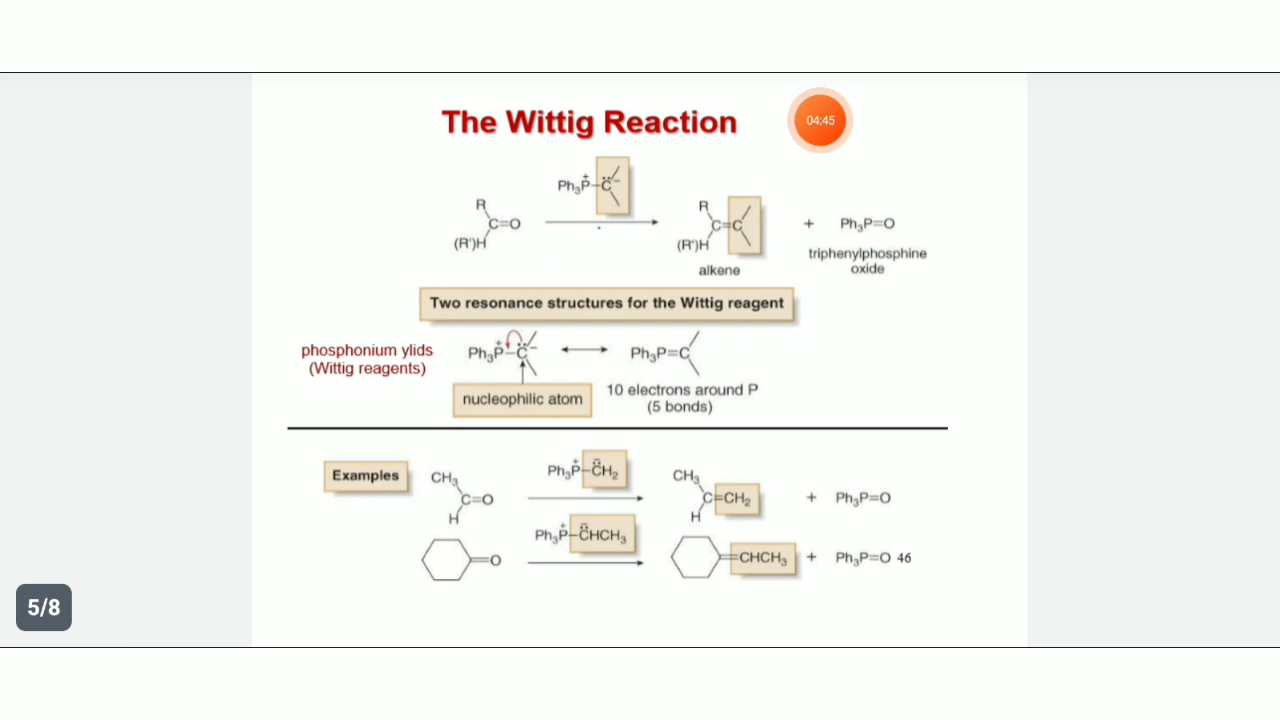 The Wittig Reaction
04:45
Ph₃P⁺–C̈⁻
R
C=O
(R')H
R
C=C
(R')H
alkene
+ Ph₃P=O
triphenylphosphine
oxide
Two resonance structures for the Wittig reagent
phosphonium ylids
(Wittig reagents)
Ph₃P⁺–C̈⁻
Ph₃P=C
nucleophilic atom
10 electrons around P
(5 bonds)
Examples
CH₃
C=O
H
Ph₃P⁺–C̈⁻H₂
CH₃
C=CH₂
H
+ Ph₃P=O
=O
Ph₃P⁺–C̈⁻HCH₃
=CHCH₃
+ Ph₃P=O 46
5/8